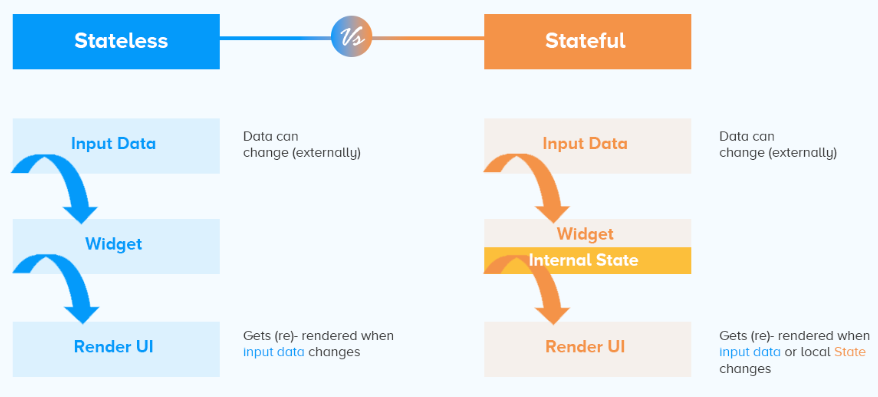 Stateless
Vs
Stateful
Input Data
Data can
change (externally)
Widget
Render UI
Gets (re)- rendered when
input data changes
Input Data
Data can
change (externally)
Widget
Internal State
Render UI
Gets (re)- rendered when
input data or local State
changes